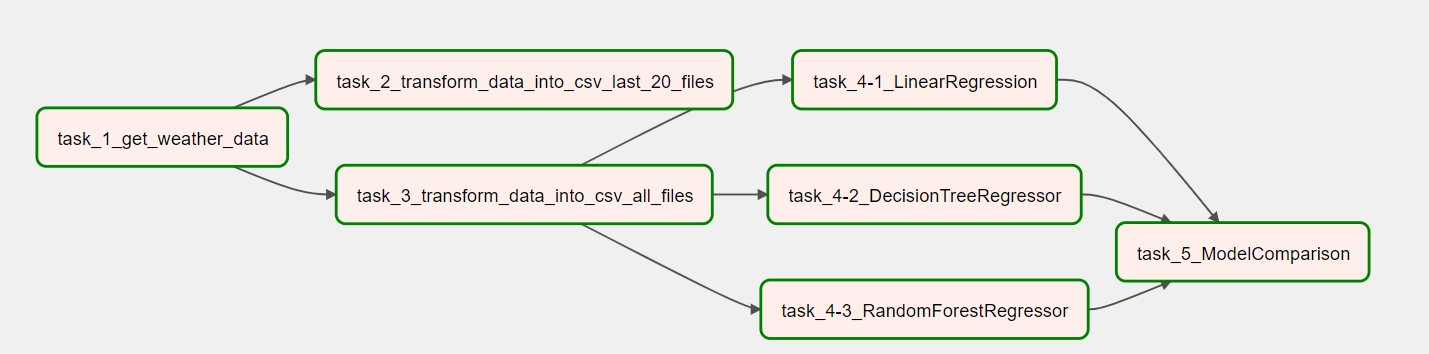 task_1_get_weather_data
task_2_transform_data_into_csv_last_20_files
task_3_transform_data_into_csv_all_files
task_4-1_LinearRegression
task_4-2_DecisionTreeRegressor
task_4-3_RandomForestRegressor
task_5_ModelComparison